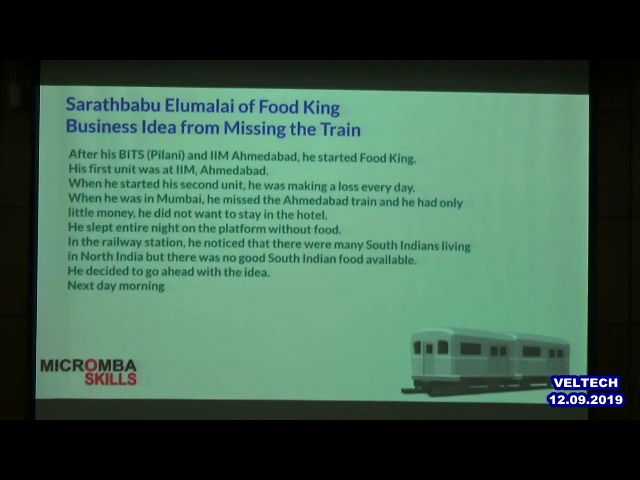 Sarathbabu Elumalai of Food King
Business Idea from Missing the Train
After his BITS (Pilani) and IIM Ahmedabad, he started Food King.
His first unit was at IIM, Ahmedabad.
When he started his second unit, he was making a loss every day.
When he was in Mumbai, he missed the Ahmedabad train and he had only
little money, he did not want to stay in the hotel.
He slept entire night on the platform without food.
In the railway station, he noticed that there were many South Indians living
in North India but there was no good South Indian food available.
He decided to go ahead with the idea.
Next day morning
MICROMBA
SKILLS
VELTECH
12.09.2019